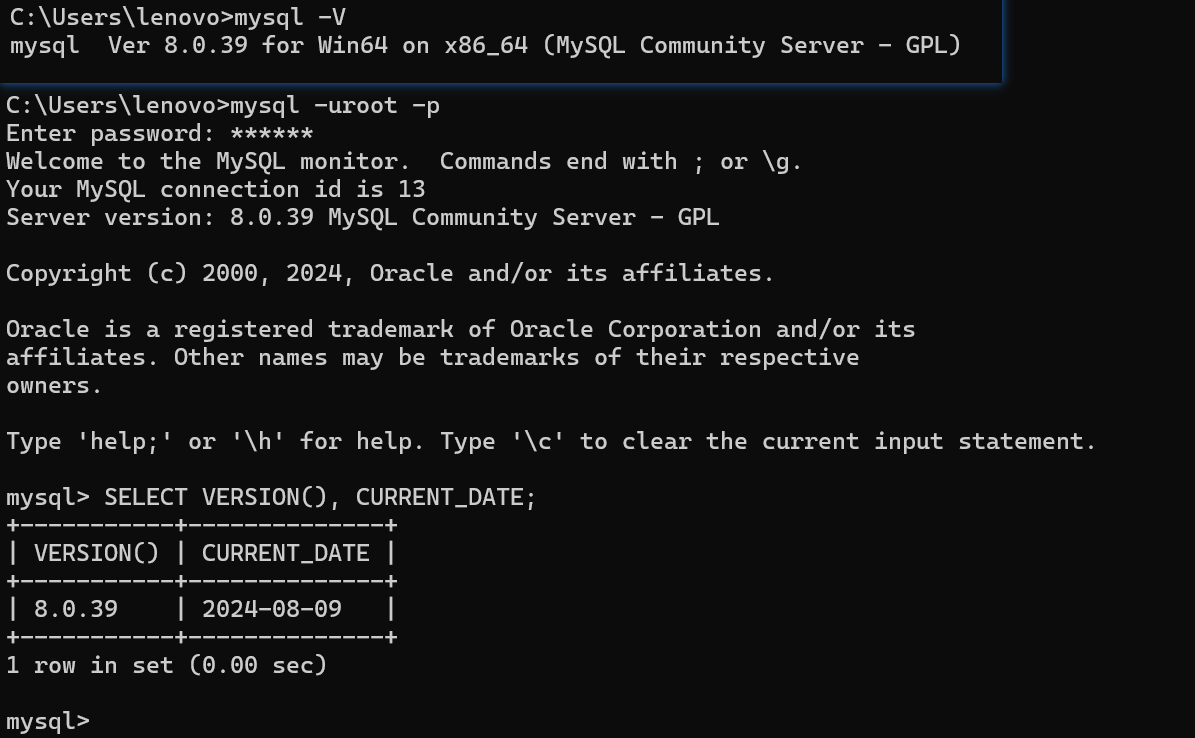 C:\Users\lenovo>mysql -V
mysql  Ver 8.0.39 for Win64 on x86_64 (MySQL Community Server - GPL)
C:\Users\lenovo>mysql -uroot -p
Enter password: ******
Welcome to the MySQL monitor.  Commands end with ; or \g.
Your MySQL connection id is 13
Server version: 8.0.39 MySQL Community Server - GPL
Copyright (c) 2000, 2024, Oracle and/or its affiliates.
Oracle is a registered trademark of Oracle Corporation and/or its
affiliates. Other names may be trademarks of their respective
owners.
Type 'help;' or '\h' for help. Type '\c' to clear the current input statement.
mysql> SELECT VERSION(), CURRENT_DATE;
+-----------+--------------+
| VERSION() | CURRENT_DATE |
+-----------+--------------+
| 8.0.39    | 2024-08-09   |
+-----------+--------------+
1 row in set (0.00 sec)
mysql>